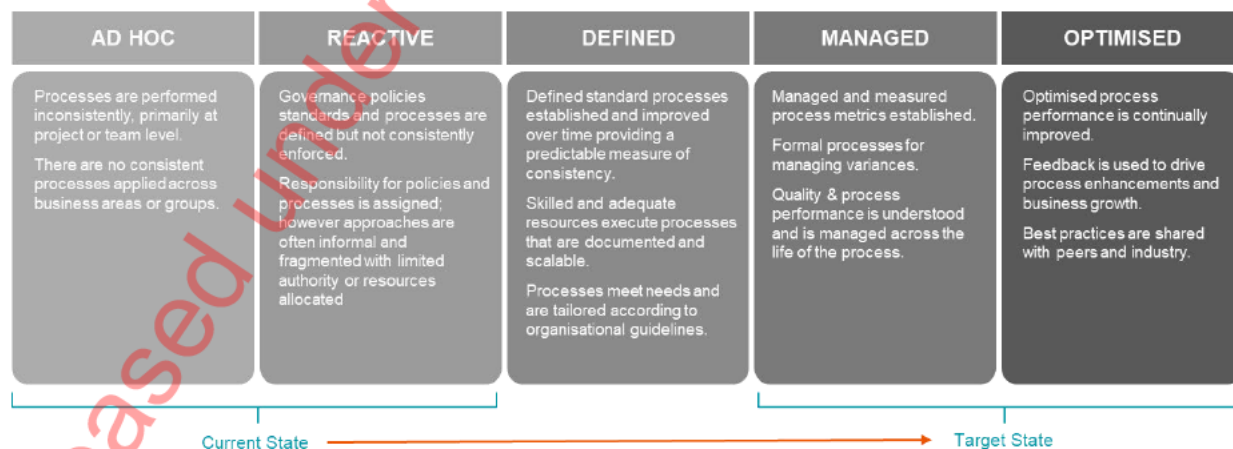 AD HOC
REACTIVE
DEFINED
MANAGED
OPTIMISED
Processes are performed
inconsistently, primarily at
project or team level.
There are no consistent
processes applied across
business areas or groups.
Governance policies
standards and processes are
defined but not consistently
enforced.
Responsibility for policies and
processes is assigned;
however approaches are
often informal and
fragmented with limited
authority or resources
allocated
Defined standard processes
established and improved
over time providing a
predictable measure of
consistency.
Skilled and adequate
resources execute processes
that are documented and
scalable.
Processes meet needs and
are tailored according to
organisational guidelines.
Managed and measured
process metrics established.
Formal processes for
managing variances.
Quality & process
performance is understood
and is managed across the
life of the process.
Optimised process
performance is continually
improved.
Feedback is used to drive
process enhancements and
business growth.
Best practices are shared
with peers and industry.
Current State
Target State
ased under